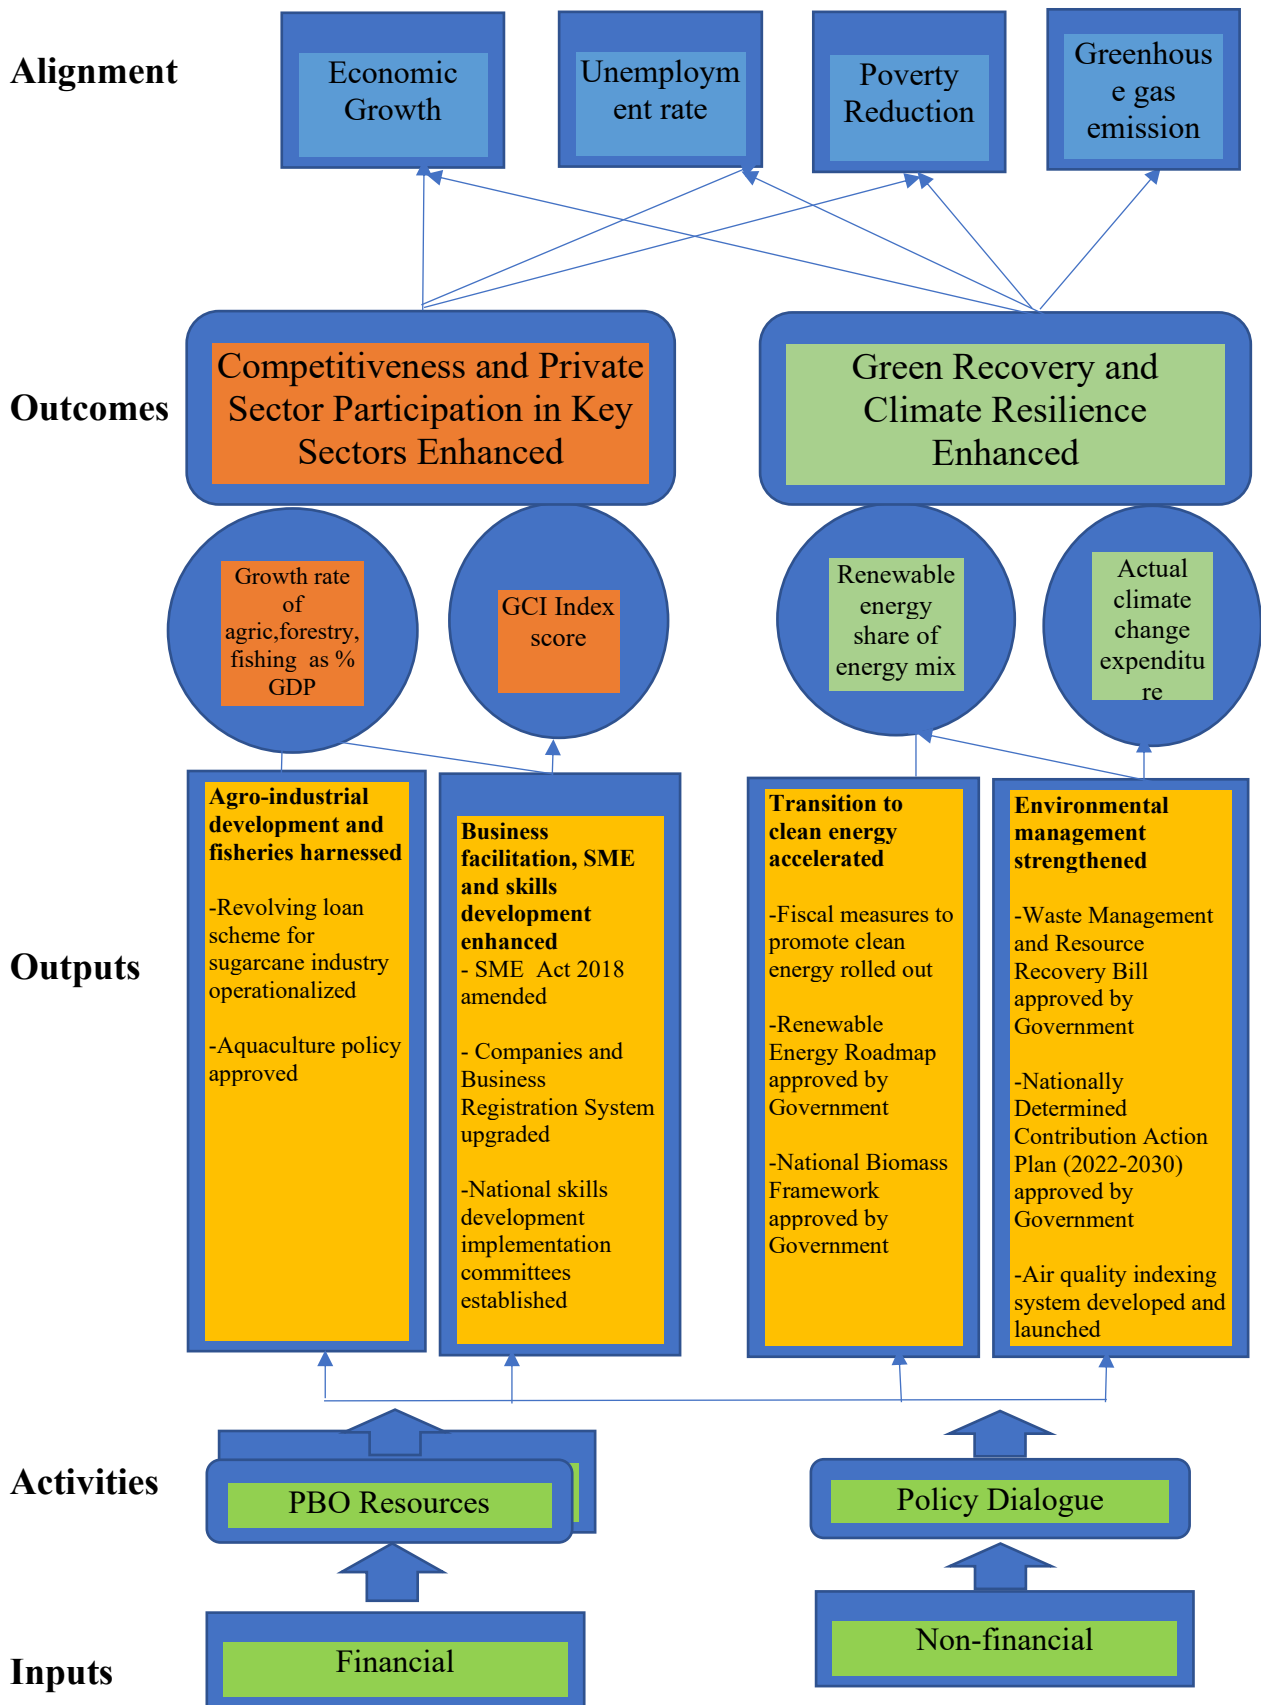 Alignment
Economic
Growth
Unemploym
ent rate
Poverty
Reduction
Greenhous
e gas
emission
Outcomes
Competitiveness and Private
Sector Participation in Key
Sectors Enhanced
Green Recovery and
Climate Resilience
Enhanced
Growth rate
of
agric,forestry,
fishing as %
GDP
GCI Index
score
Renewable
energy
share of
energy mix
Actual
climate
change
expenditu
re
Outputs
Agro-industrial
development and
fisheries harnessed
-Revolving loan
scheme for
sugarcane industry
operationalized
-Aquaculture policy
approved
Business
facilitation, SME
and skills
development
enhanced
- SME Act 2018
amended
- Companies and
Business
Registration System
upgraded
-National skills
development
implementation
committees
established
Transition to
clean energy
accelerated
-Fiscal measures to
promote clean
energy rolled out
-Renewable
Energy Roadmap
approved by
Government
-National Biomass
Framework
approved by
Government
Environmental
management
strengthened
-Waste Management
and Resource
Recovery Bill
approved by
Government
-Nationally
Determined
Contribution Action
Plan (2022-2030)
approved by
Government
-Air quality indexing
system developed and
launched
Activities
PBO Resources
Policy Dialogue
Inputs
Financial
Non-financial